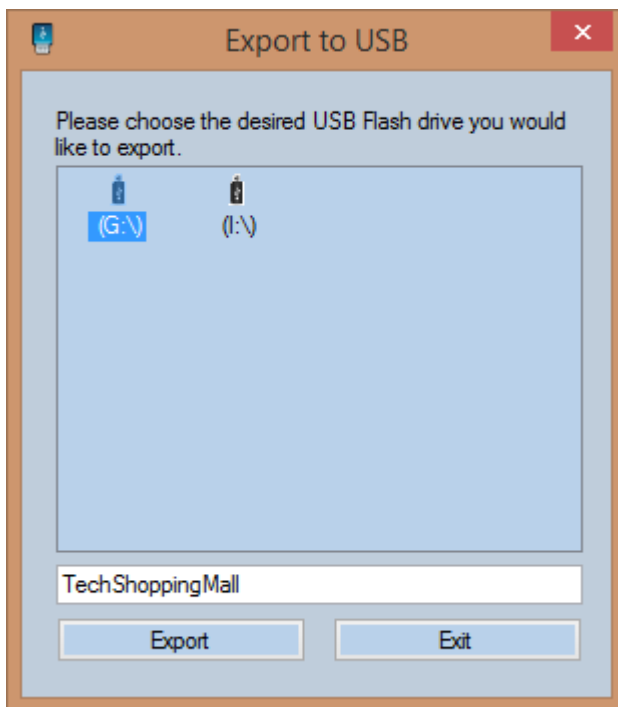 Export to USB
Please choose the desired USB Flash drive you would
like to export.
(G:\) (I:\)
TechShoppingMall
Export Exit